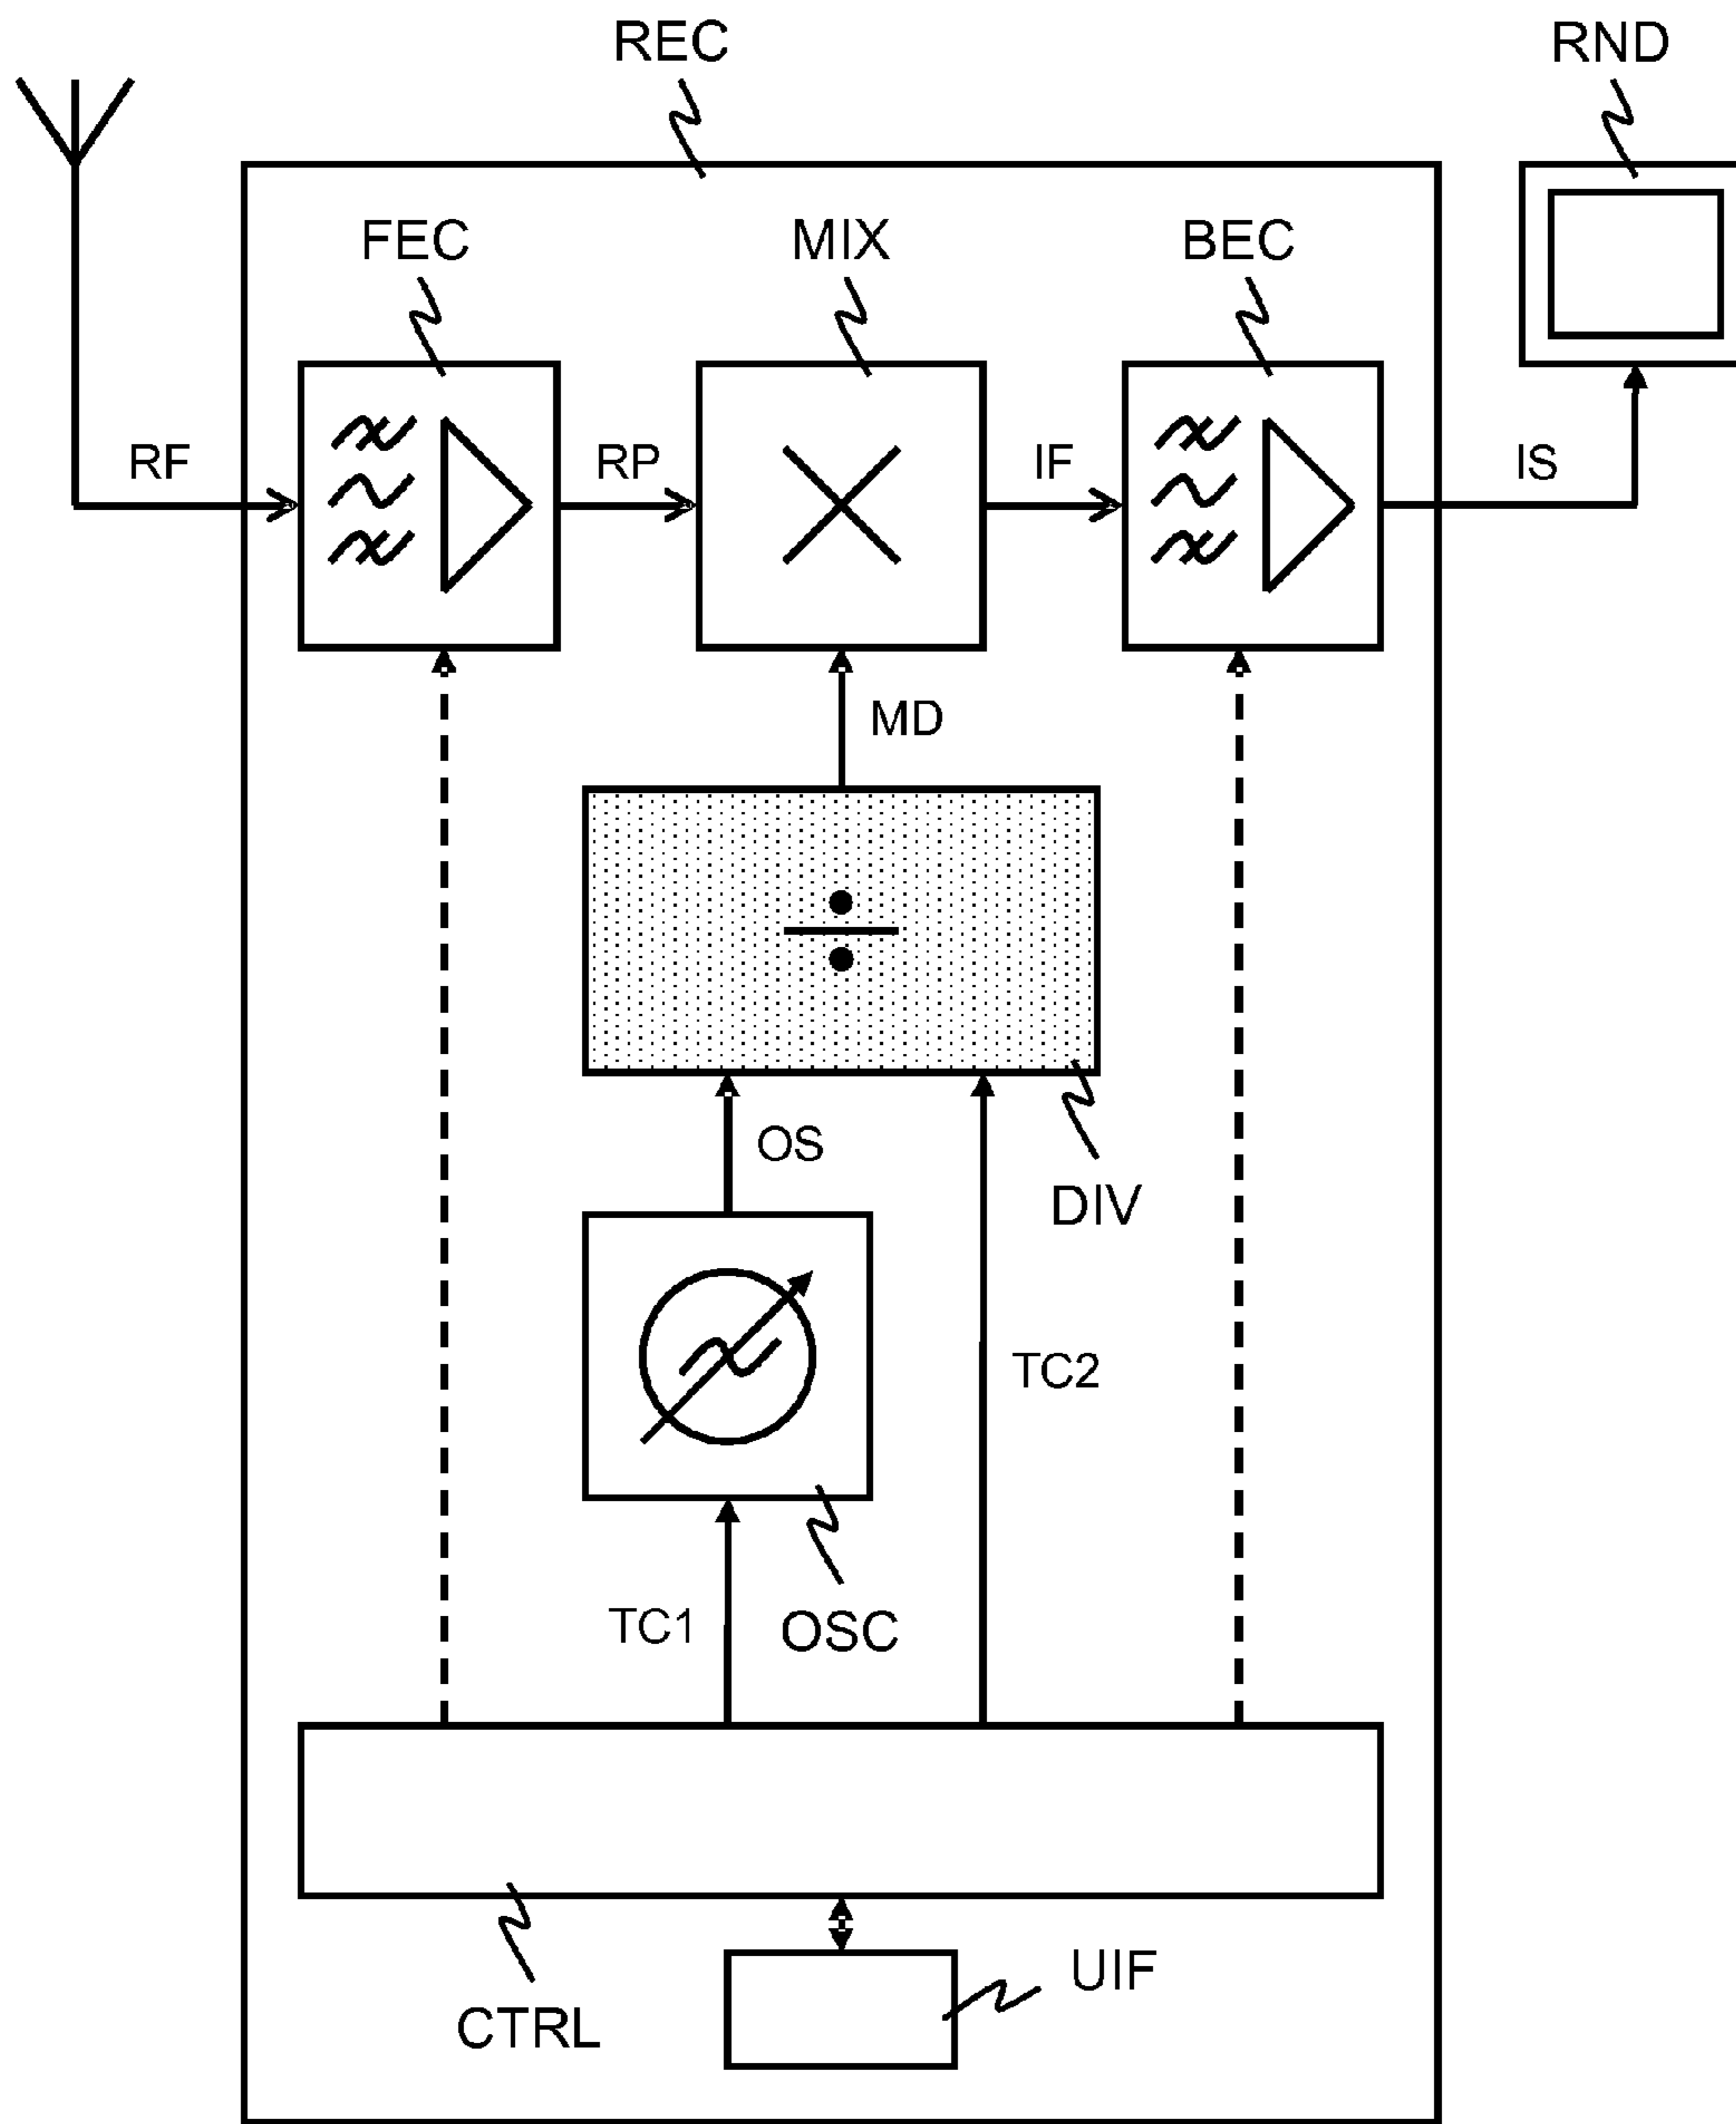 REC
RND
FEC
MIX
BEC
RF
RP
IF
IS
MD
OS
DIV
TC2
TC1
OSC
UIF
CTRL